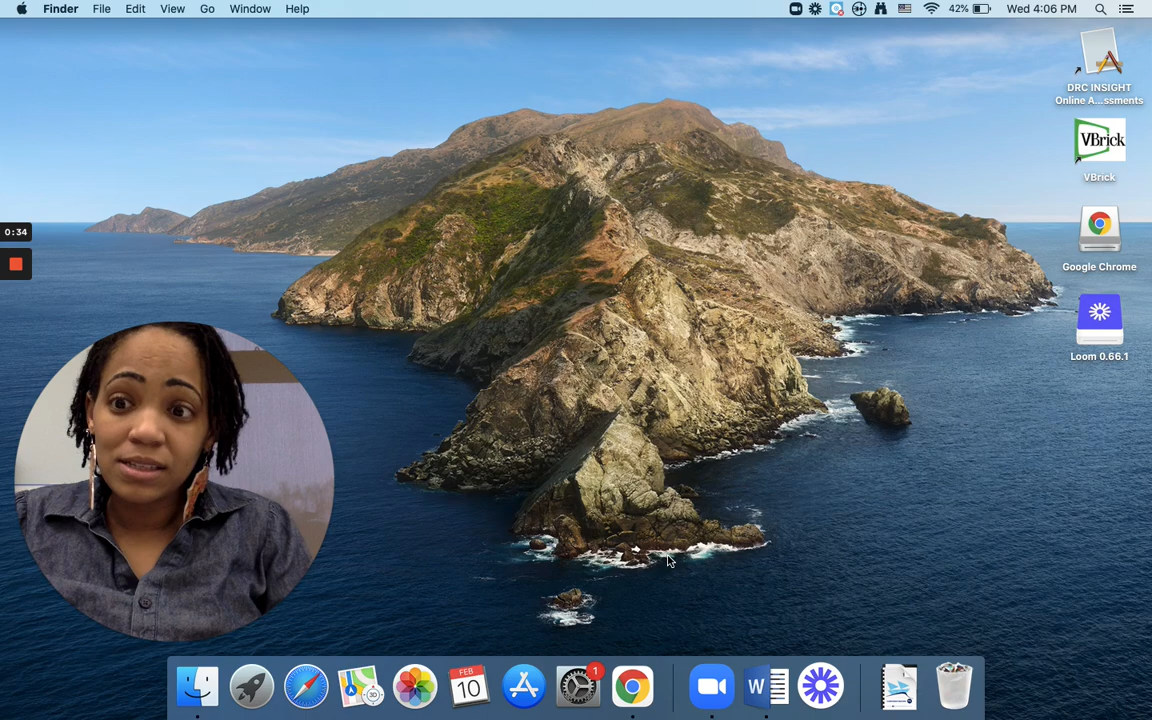 Finder File Edit View Go Window Help 42% Wed 4:06 PM
DRC INSIGHT
Online A...ssments
VBrick
VBrick
0:34
Google Chrome
Loom 0.66.1
FEB
10
3D
1
W